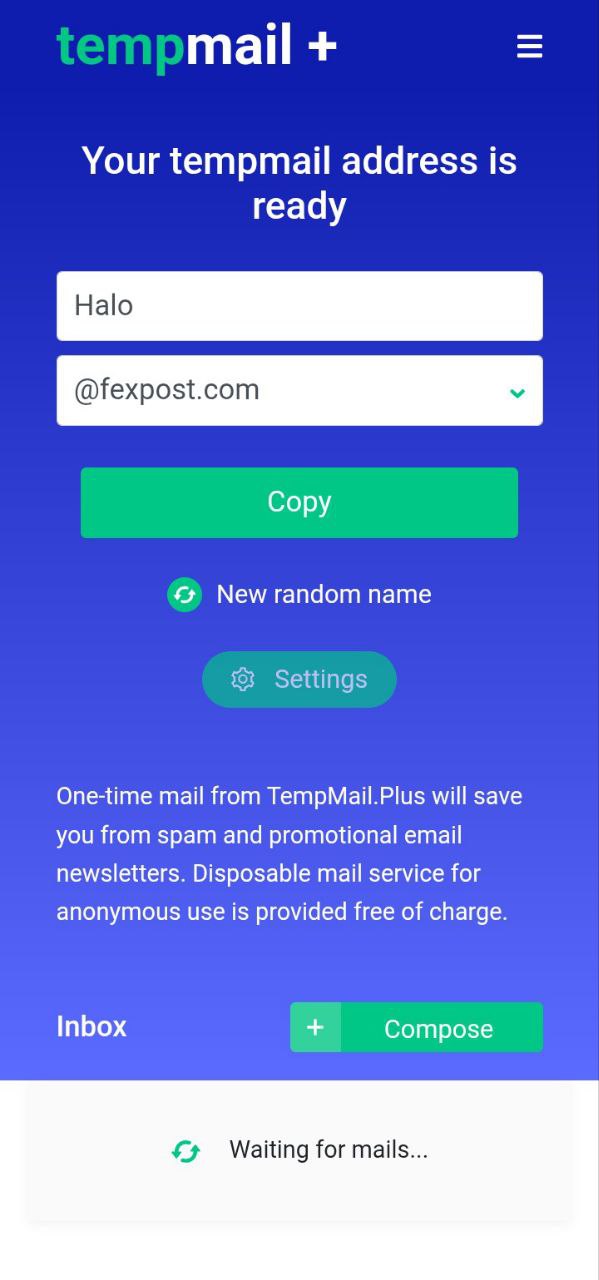 tempmail +
Your tempmail address is
ready
Halo
@fexpost.com
Copy
New random name
Settings
One-time mail from TempMail.Plus will save
you from spam and promotional email
newsletters. Disposable mail service for
anonymous use is provided free of charge.
Inbox
+ Compose
Waiting for mails...